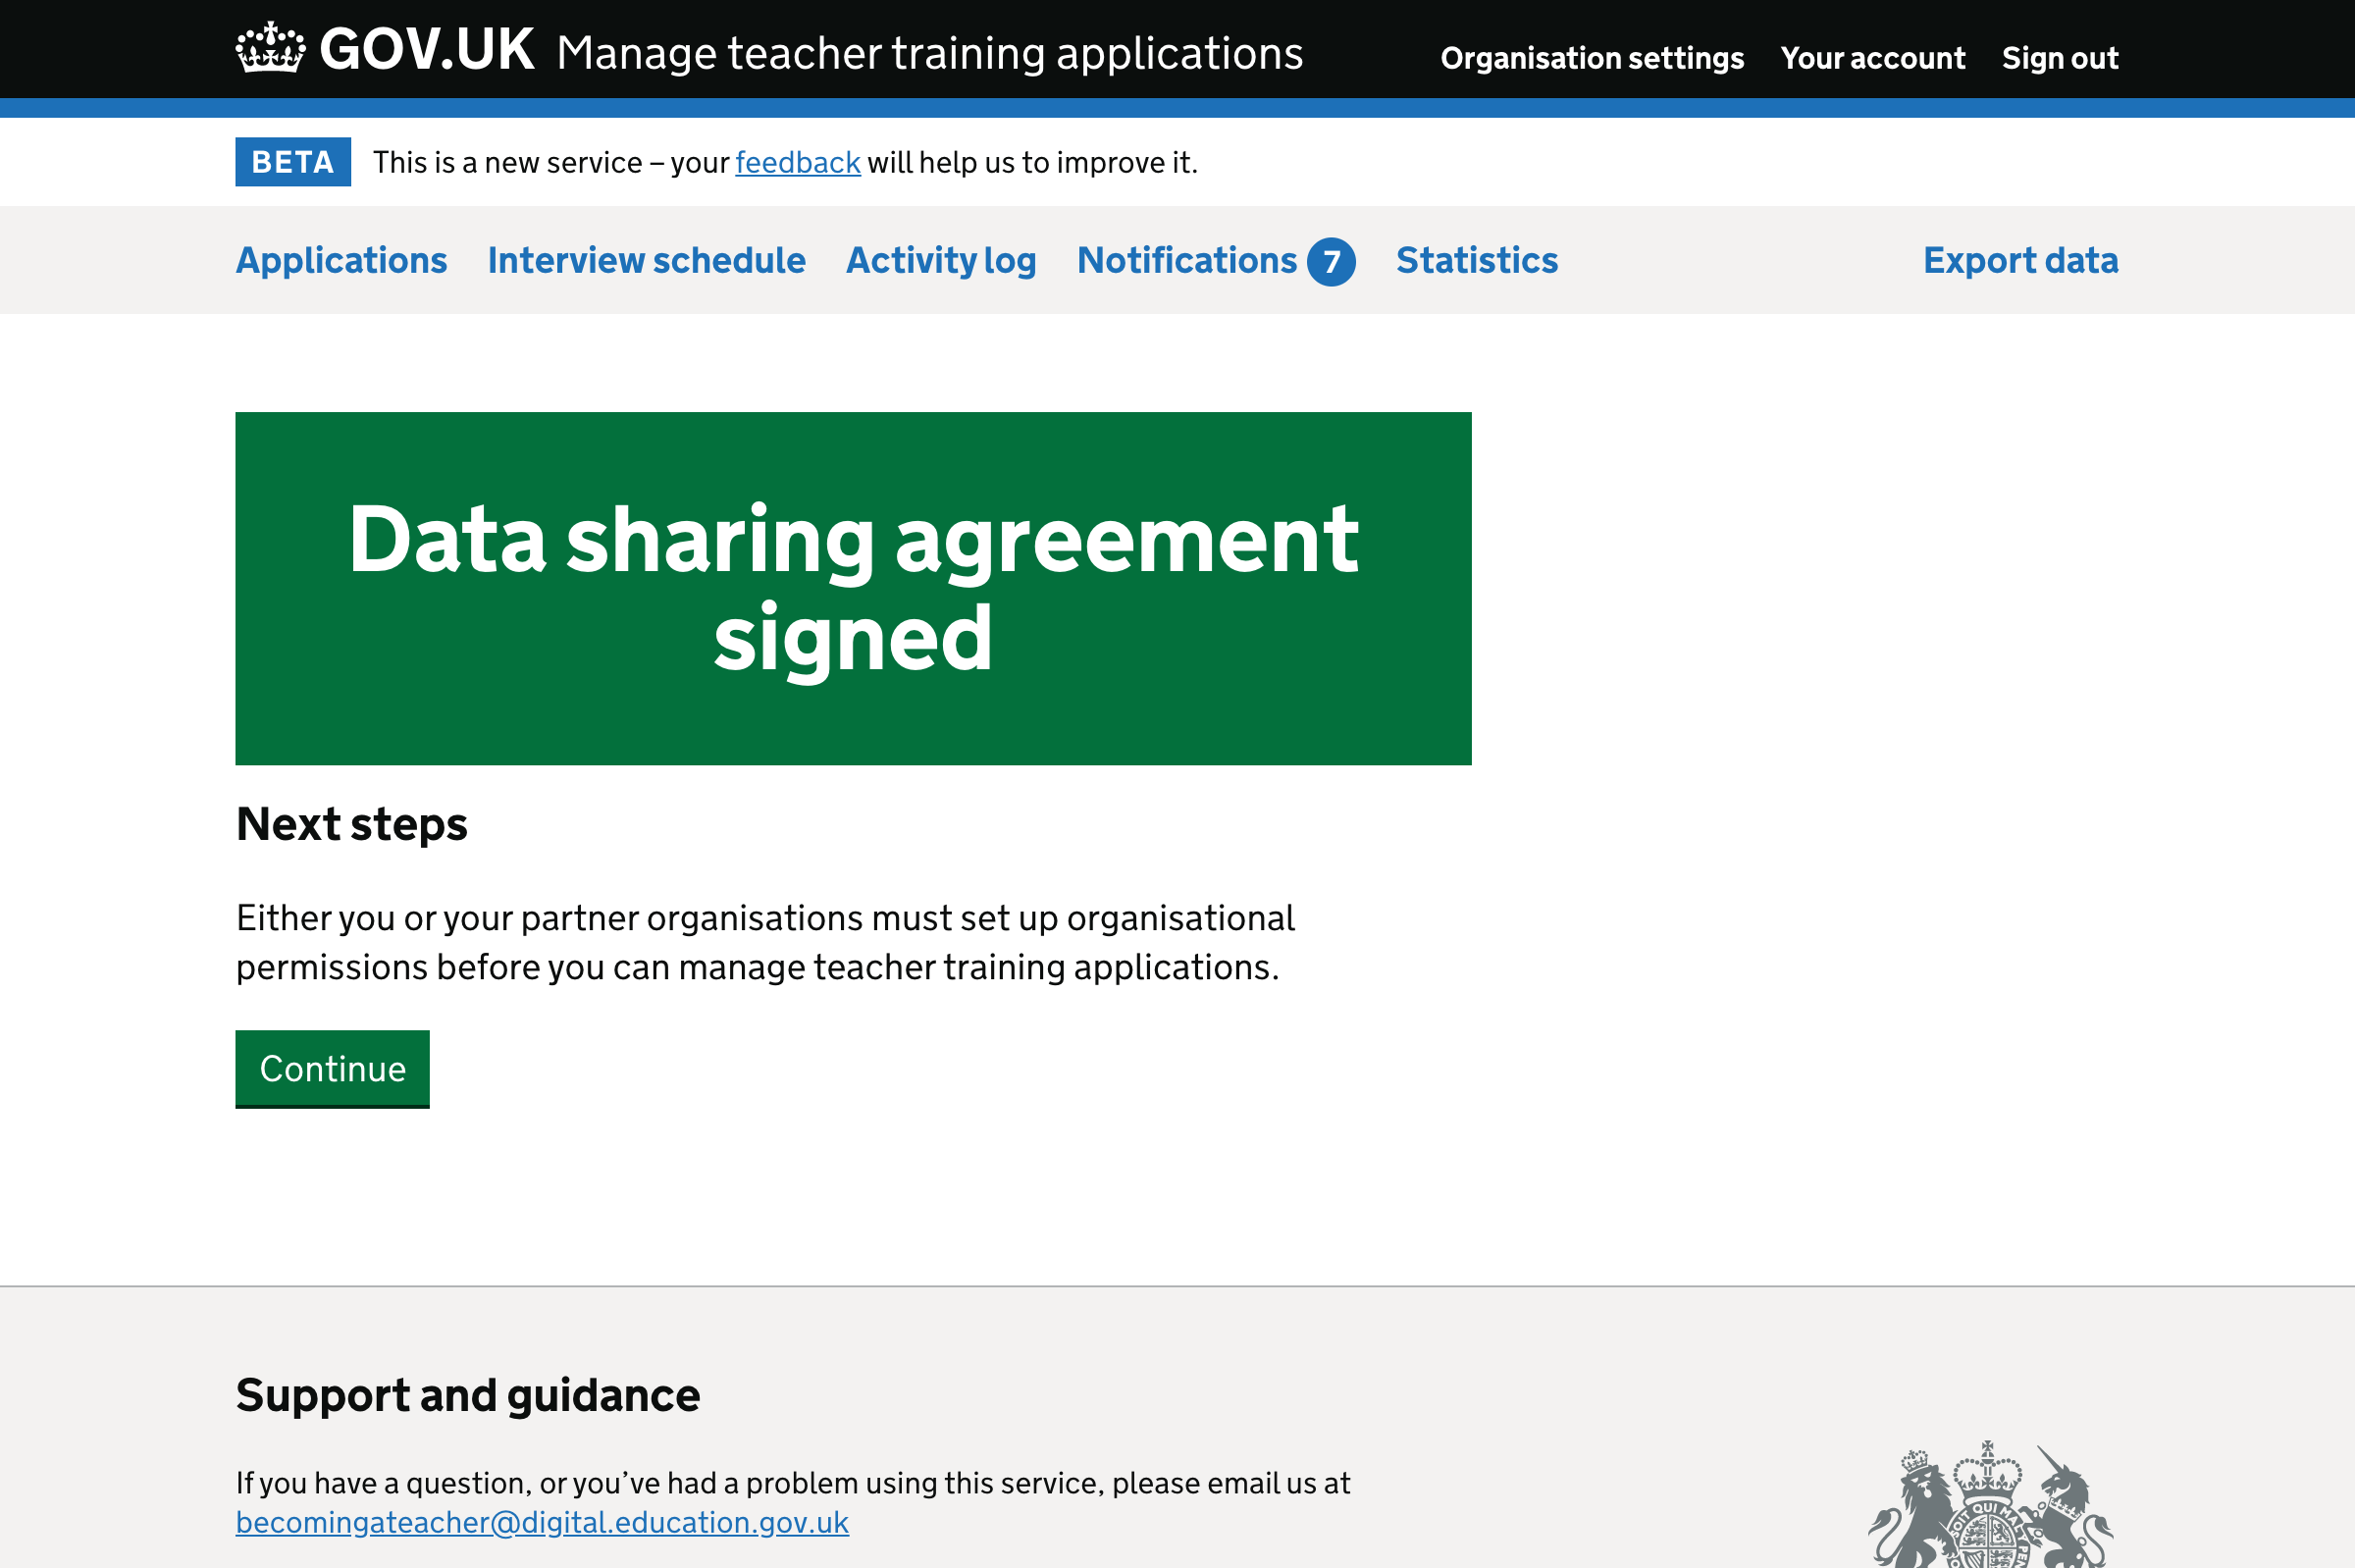 GOV.UK Manage teacher training applications
Organisation settings Your account Sign out
BETA This is a new service – your feedback will help us to improve it.
Applications Interview schedule Activity log Notifications 7 Statistics Export data
Data sharing agreement
signed
Next steps
Either you or your partner organisations must set up organisational
permissions before you can manage teacher training applications.
Continue
Support and guidance
If you have a question, or you’ve had a problem using this service, please email us at
becomingateacher@digital.education.gov.uk